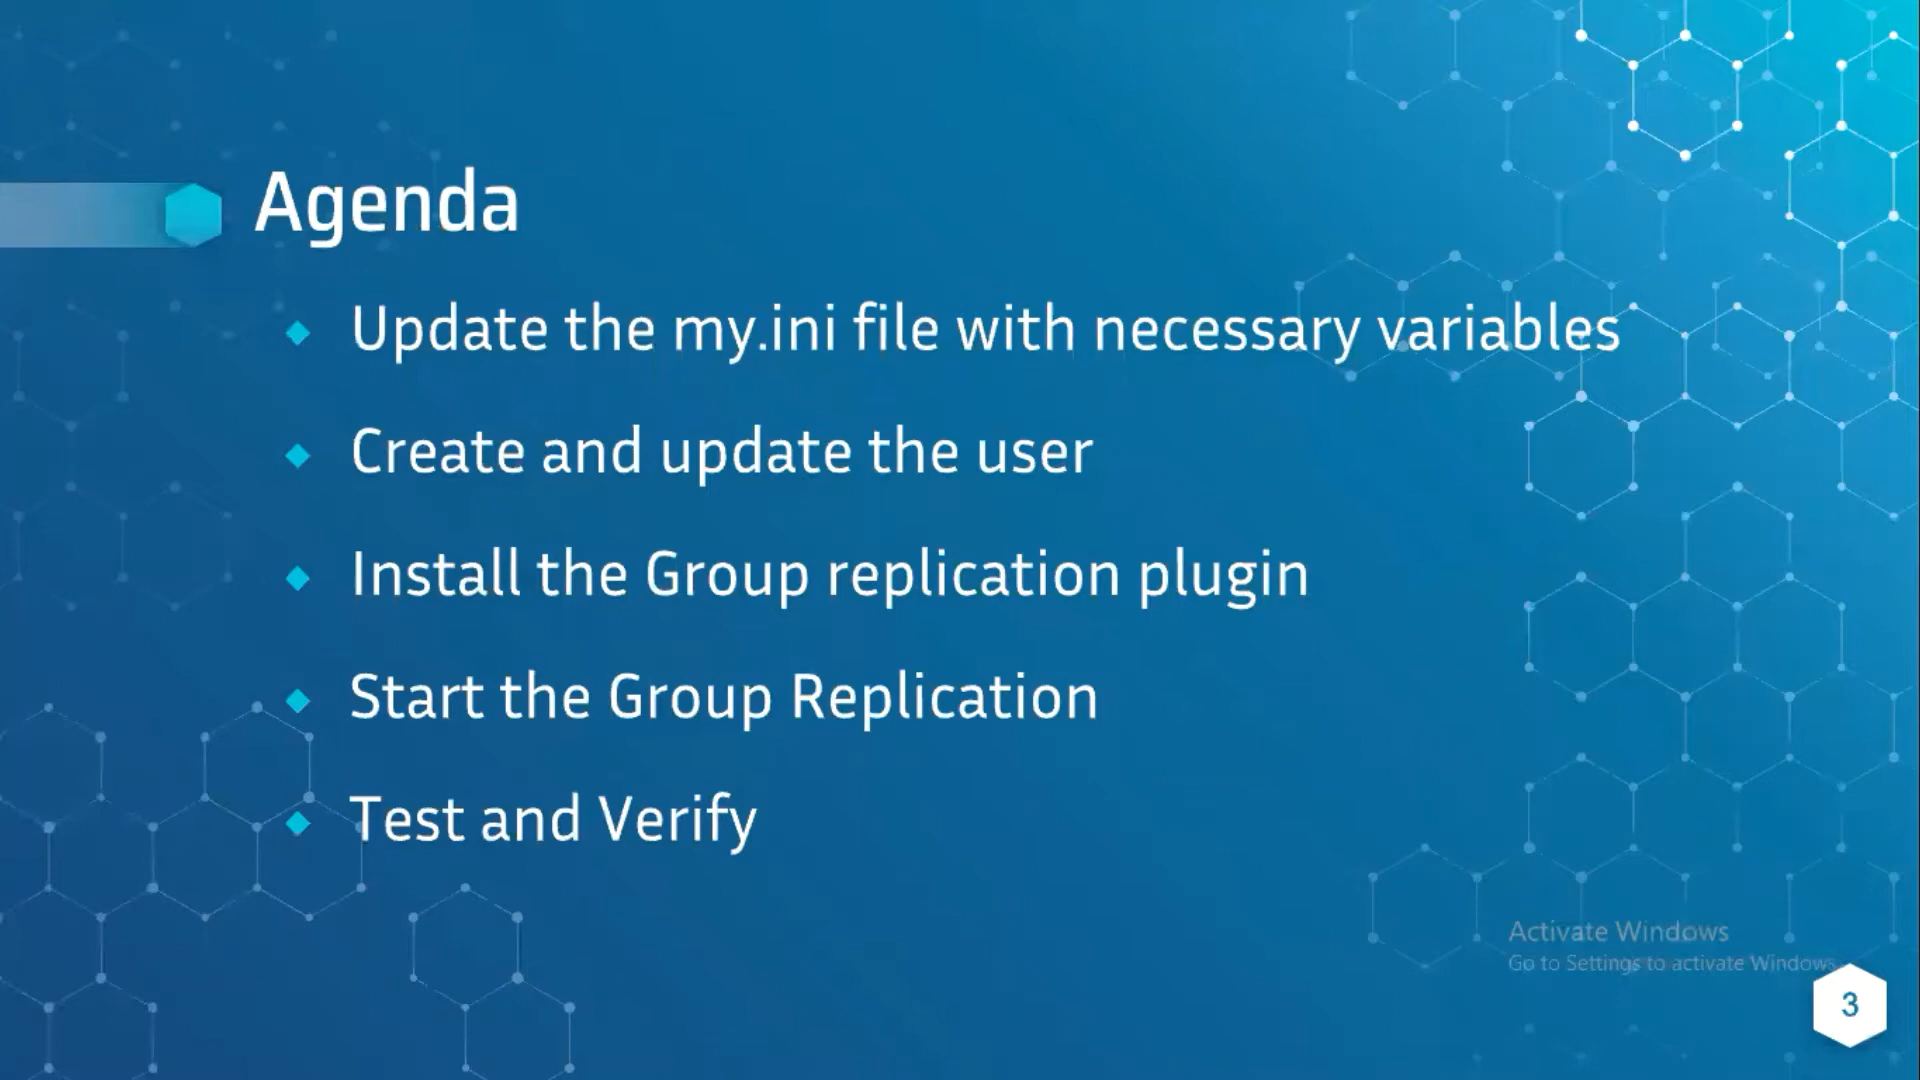 Agenda
Update the my.ini file with necessary variables
Create and update the user
Install the Group replication plugin
Start the Group Replication
Test and Verify
Activate Windows
Go to Settings to activate Windows.
3